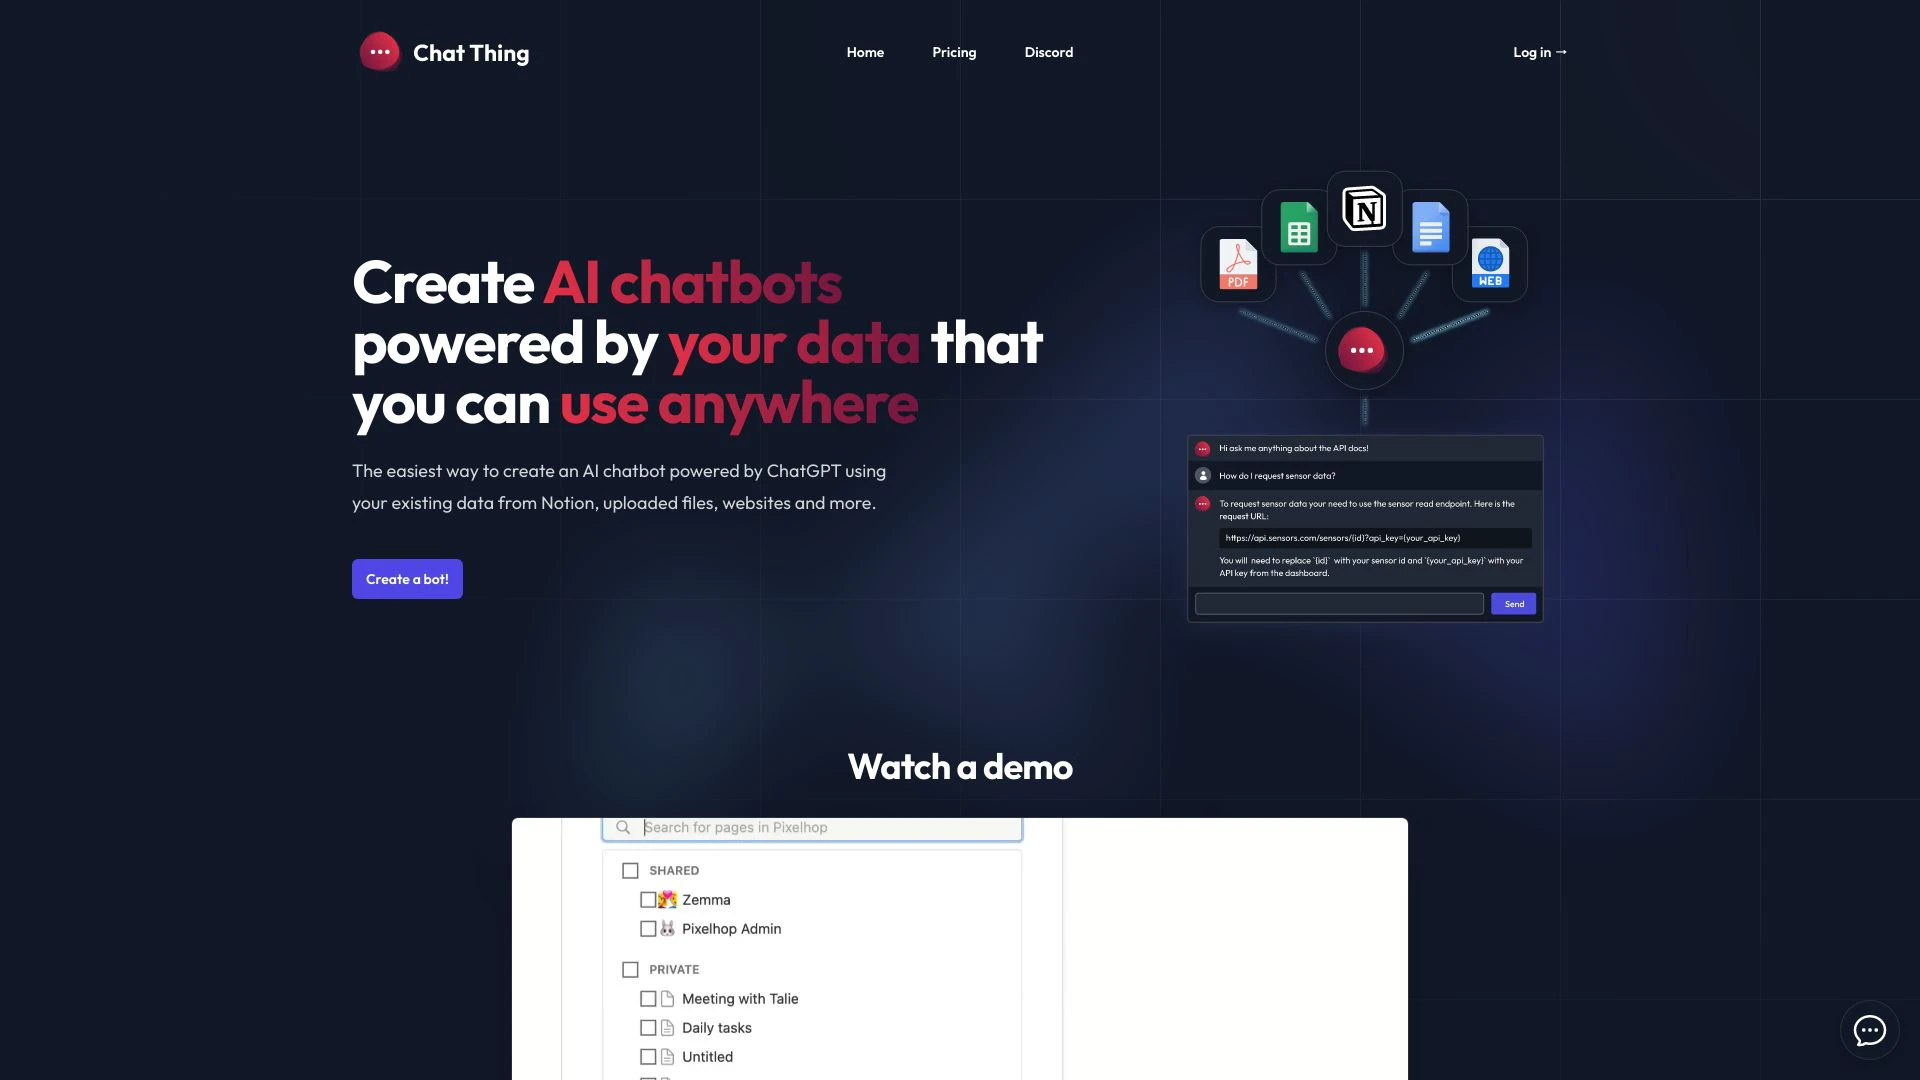 Chat Thing
Home
Pricing
Discord
Log in →
Create AI chatbots
powered by your data that
you can use anywhere
The easiest way to create an AI chatbot powered by ChatGPT using
your existing data from Notion, uploaded files, websites and more.
Create a bot!
PDF
N
WEB
Hi ask me anything about the API docs!
How do I request sensor data?
To request sensor data your need to use the sensor read endpoint. Here is the
request URL:
https://api.sensors.com/sensors/{id}?api_key={your_api_key}
You will need to replace `{id}` with your sensor id and `{your_api_key}` with your
API key from the dashboard.
Send
Watch a demo
Search for pages in Pixelhop
SHARED
Zemma
Pixelhop Admin
PRIVATE
Meeting with Talie
Daily tasks
Untitled